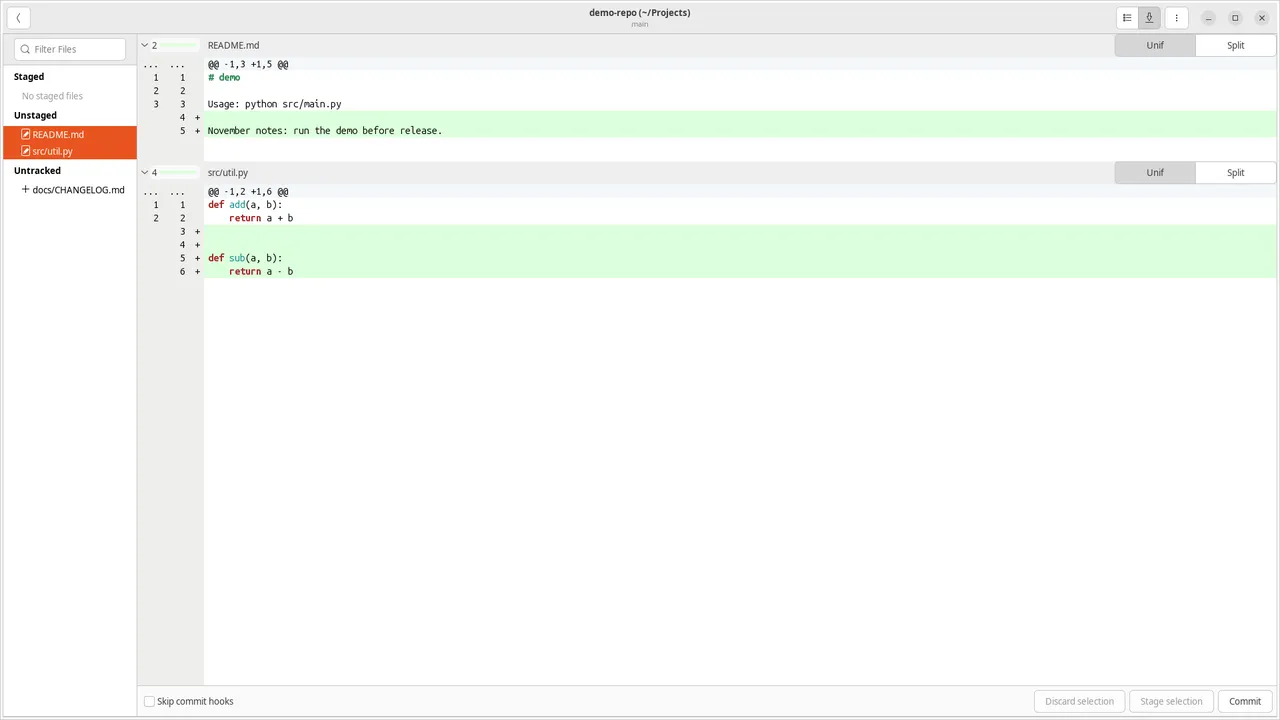 demo-repo (~/Projects)
main
Filter Files
Staged
No staged files
Unstaged
README.md
src/util.py
Untracked
docs/CHANGELOG.md
2 README.md
Unif Split
... ... @@ -1,3 +1,5 @@
1 1 # demo
2 2
3 3 Usage: python src/main.py
4 +
5 + November notes: run the demo before release.
4 src/util.py
Unif Split
... ... @@ -1,2 +1,6 @@
1 1 def add(a, b):
2 2 return a + b
3 +
4 +
5 + def sub(a, b):
6 + return a - b
Skip commit hooks
Discard selection Stage selection Commit